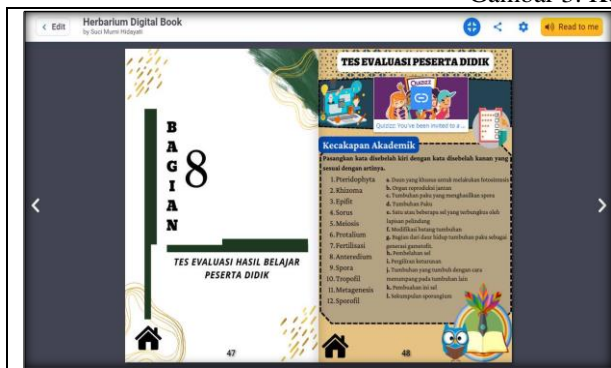 Gambar 3. Ka
Edit
Herbarium Digital Book
by Suci Murni Hidayati
Read to me
BAGIAN
8
TES EVALUASI HASIL BELAJAR
PESERTA DIDIK
47
TES EVALUASI PESERTA DIDIK
QUIZIZZ
Quizizz: You've been invited to a ...
Kecakapan Akademik
Pasangkan kata disebelah kiri dengan kata disebelah kanan yang
sesuai dengan artinya.
1. Pteridophyta
2. Rhizoma
3. Epifit
4. Sorus
5. Meiosis
6. Protalium
7. Fertilisasi
8. Anteredium
9. Spora
10. Tropofil
11. Metagenesis
12. Sporofil
a. Daun yang khusus untuk melakukan fotosintesis
b. Organ reproduksi jantan
c. Tumbuhan paku yang menghasilkan spora
d. Tumbuhan Paku
e. Satu atau beberapa sel yang terbungkus oleh
lapisan pelindung
f. Modifikasi batang tumbuhan
g. Bagian dari daur hidup tumbuhan paku sebagai
generasi gametofit.
h. Pembelahan sel
i. Pergiliran keturunan
j. Tumbuhan yang tumbuh dengan cara
menumpang pada tumbuhan lain
k. Pembuahan ini sel
l. Sekumpulan sporangium
48